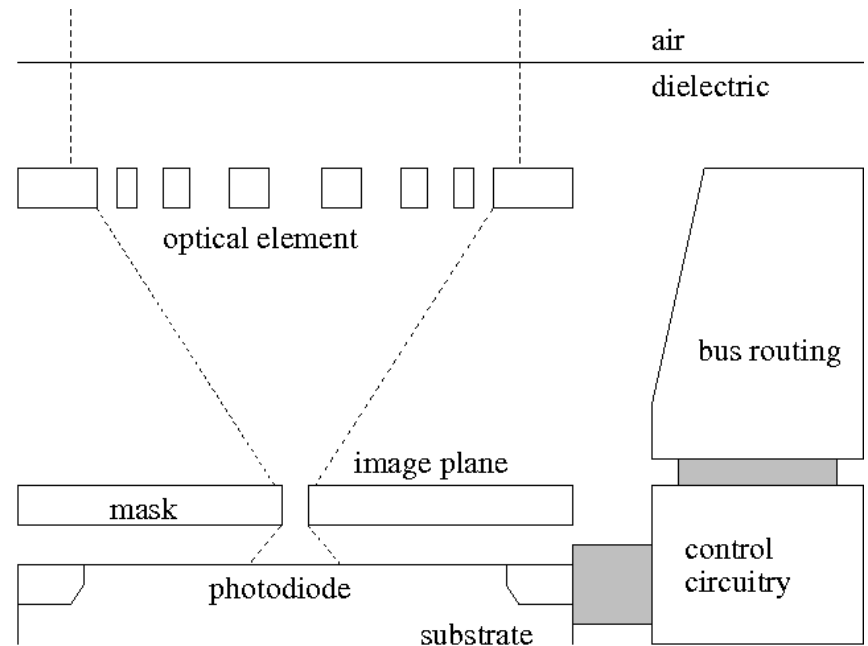 air
dielectric
optical element
bus routing
image plane
mask
control
circuitry
photodiode
substrate